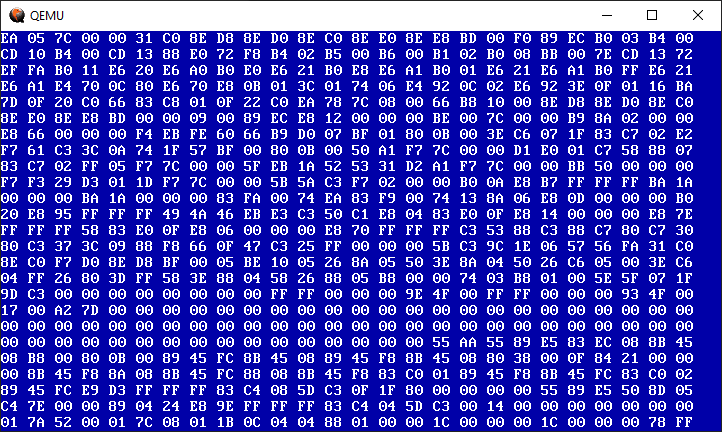 QEMU
EA 05 7C 00 00 31 C0 8E D8 8E D0 8E C0 8E E0 8E E8 BD 00 F0 89 EC B0 03 B4 00
CD 10 B4 00 CD 13 88 E0 72 F8 B4 02 B5 00 B6 00 B1 02 B0 08 BB 00 7E CD 13 72
EF FA B0 11 E6 20 E6 A0 B0 E0 E6 21 B0 E8 E6 A1 B0 01 E6 21 E6 A1 B0 FF E6 21
E6 A1 E4 70 0C 80 E6 70 E8 0B 01 3C 01 74 06 E4 92 0C 02 E6 92 3E 0F 01 16 BA
7D 0F 20 C0 66 83 C8 01 0F 22 C0 EA 78 7C 08 00 66 B8 10 00 8E D8 8E D0 8E C0
8E E0 8E E8 BD 00 00 09 00 89 EC E8 12 00 00 00 BE 00 7C 00 00 B9 8A 02 00 00
E8 66 00 00 00 F4 EB FE 60 66 B9 D0 07 BF 01 80 0B 00 3E C6 07 1F 83 C7 02 E2
F7 61 C3 3C 0A 74 1F 57 BF 00 80 0B 00 50 A1 F7 7C 00 00 D1 E0 01 C7 58 88 07
83 C7 02 FF 05 F7 7C 00 00 5F EB 1A 52 53 31 D2 A1 F7 7C 00 00 BB 50 00 00 00
F7 F3 29 D3 01 1D F7 7C 00 00 5B 5A C3 F7 02 00 00 B0 0A E8 B7 FF FF FF BA 1A
00 00 00 BA 1A 00 00 00 83 FA 00 74 EA 83 F9 00 74 13 8A 06 E8 0D 00 00 00 B0
20 E8 95 FF FF FF 49 4A 46 EB E3 C3 50 C1 E8 04 83 E0 0F E8 14 00 00 00 E8 7E
FF FF FF 58 83 E0 0F E8 06 00 00 00 E8 70 FF FF FF C3 53 88 C3 88 C7 80 C7 30
80 C3 37 3C 09 88 F8 66 0F 47 C3 25 FF 00 00 00 5B C3 9C 1E 06 57 56 FA 31 C0
8E C0 F7 D0 8E D8 BF 00 05 BE 10 05 26 8A 05 50 3E 8A 04 50 26 C6 05 00 3E C6
04 FF 26 80 3D FF 58 3E 88 04 58 26 88 05 B8 00 00 74 03 B8 01 00 5E 5F 07 1F
9D C3 00 00 00 00 00 00 00 00 FF FF 00 00 00 9E 4F 00 FF FF 00 00 00 93 4F 00
17 00 A2 7D 00 00 00 00 00 00 00 00 00 00 00 00 00 00 00 00 00 00 00 00 00 00
00 00 00 00 00 00 00 00 00 00 00 00 00 00 00 00 00 00 00 00 00 00 00 00 00 00
00 00 00 00 00 00 00 00 00 00 00 00 00 00 00 00 55 AA 55 89 E5 83 EC 08 8B 45
08 B8 00 80 0B 00 89 45 FC 8B 45 08 89 45 F8 8B 45 08 80 38 00 0F 84 21 00 00
00 8B 45 F8 8A 08 8B 45 FC 88 08 8B 45 F8 83 C0 01 89 45 F8 8B 45 FC 83 C0 02
89 45 FC E9 D3 FF FF FF 83 C4 08 5D C3 0F 1F 80 00 00 00 00 55 89 E5 50 8D 05
C4 7E 00 00 89 04 24 E8 9E FF FF FF 83 C4 04 5D C3 00 14 00 00 00 00 00 00 00
01 7A 52 00 01 7C 08 01 1B 0C 04 04 88 01 00 00 1C 00 00 00 1C 00 00 00 78 FF